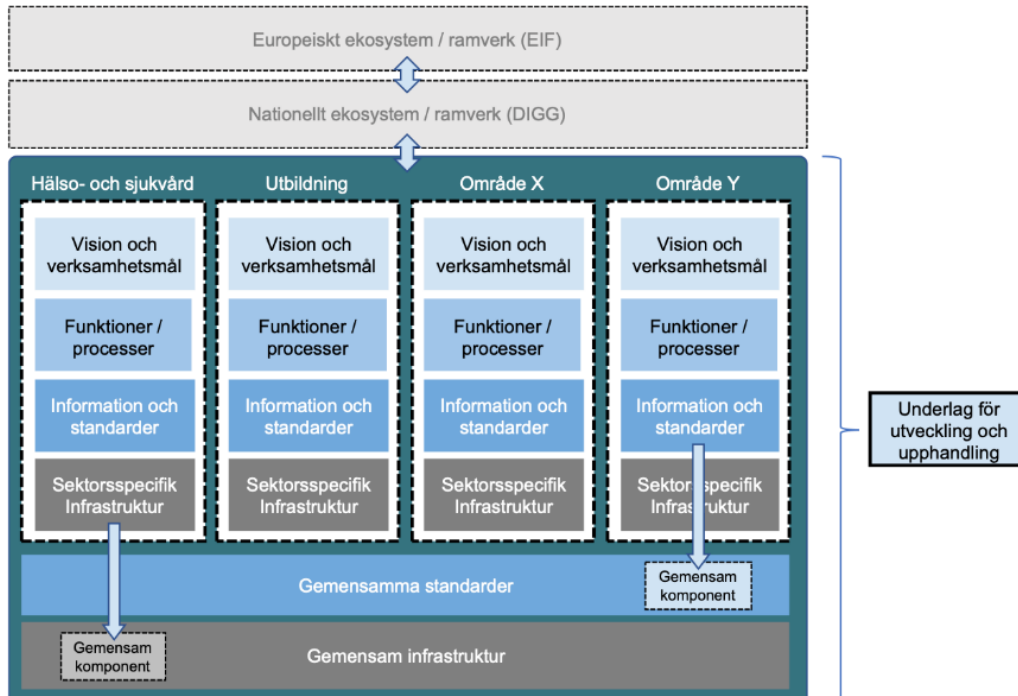 Europeiskt ekosystem / ramverk (EIF)
Nationellt ekosystem / ramverk (DIGG)
Hälso- och sjukvård
Utbildning
Område X
Område Y
Vision och
verksamhetsmål
Vision och
verksamhetsmål
Vision och
verksamhetsmål
Vision och
verksamhetsmål
Funktioner /
processer
Funktioner /
processer
Funktioner /
processer
Funktioner /
processer
Information och
standarder
Information och
standarder
Information och
standarder
Information och
standarder
Sektorsspecifik
Infrastruktur
Sektorsspecifik
Infrastruktur
Sektorsspecifik
Infrastruktur
Sektorsspecifik
Infrastruktur
Underlag för
utveckling och
upphandling
Gemensamma standarder
Gemensam
komponent
Gemensam
komponent
Gemensam infrastruktur